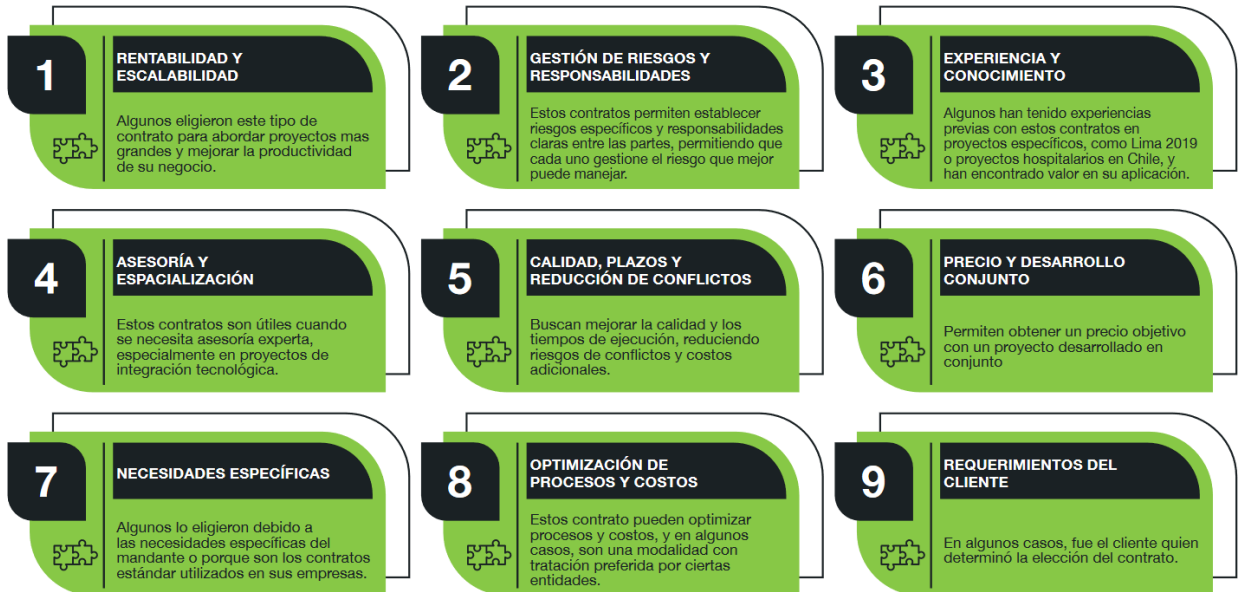 1
RENTABILIDAD Y
ESCALABILIDAD
Algunos eligieron este tipo de
contrato para abordar proyectos mas
grandes y mejorar la productividad
de su negocio.
2
GESTIÓN DE RIESGOS Y
RESPONSABILIDADES
Estos contratos permiten establecer
riesgos específicos y responsabilidades
claras entre las partes, permitiendo que
cada uno gestione el riesgo que mejor
puede manejar.
3
EXPERIENCIA Y
CONOCIMIENTO
Algunos han tenido experiencias
previas con estos contratos en
proyectos específicos, como Lima 2019
o proyectos hospitalarios en Chile, y
han encontrado valor en su aplicación.
4
ASESORÍA Y
ESPACIALIZACIÓN
Estos contratos son útiles cuando
se necesita asesoría experta,
especialmente en proyectos de
integración tecnológica.
5
CALIDAD, PLAZOS Y
REDUCCIÓN DE CONFLICTOS
Buscan mejorar la calidad y los
tiempos de ejecución, reduciendo
riesgos de conflictos y costos
adicionales.
6
PRECIO Y DESARROLLO
CONJUNTO
Permiten obtener un precio objetivo
con un proyecto desarrollado en
conjunto
7
NECESIDADES ESPECÍFICAS
Algunos lo eligieron debido a
las necesidades específicas del
mandante o porque son los contratos
estándar utilizados en sus empresas.
8
OPTIMIZACIÓN DE
PROCESOS Y COSTOS
Estos contrato pueden optimizar
procesos y costos, y en algunos
casos, son una modalidad con
tratación preferida por ciertas
entidades.
9
REQUERIMIENTOS DEL
CLIENTE
En algunos casos, fue el cliente quien
determinó la elección del contrato.